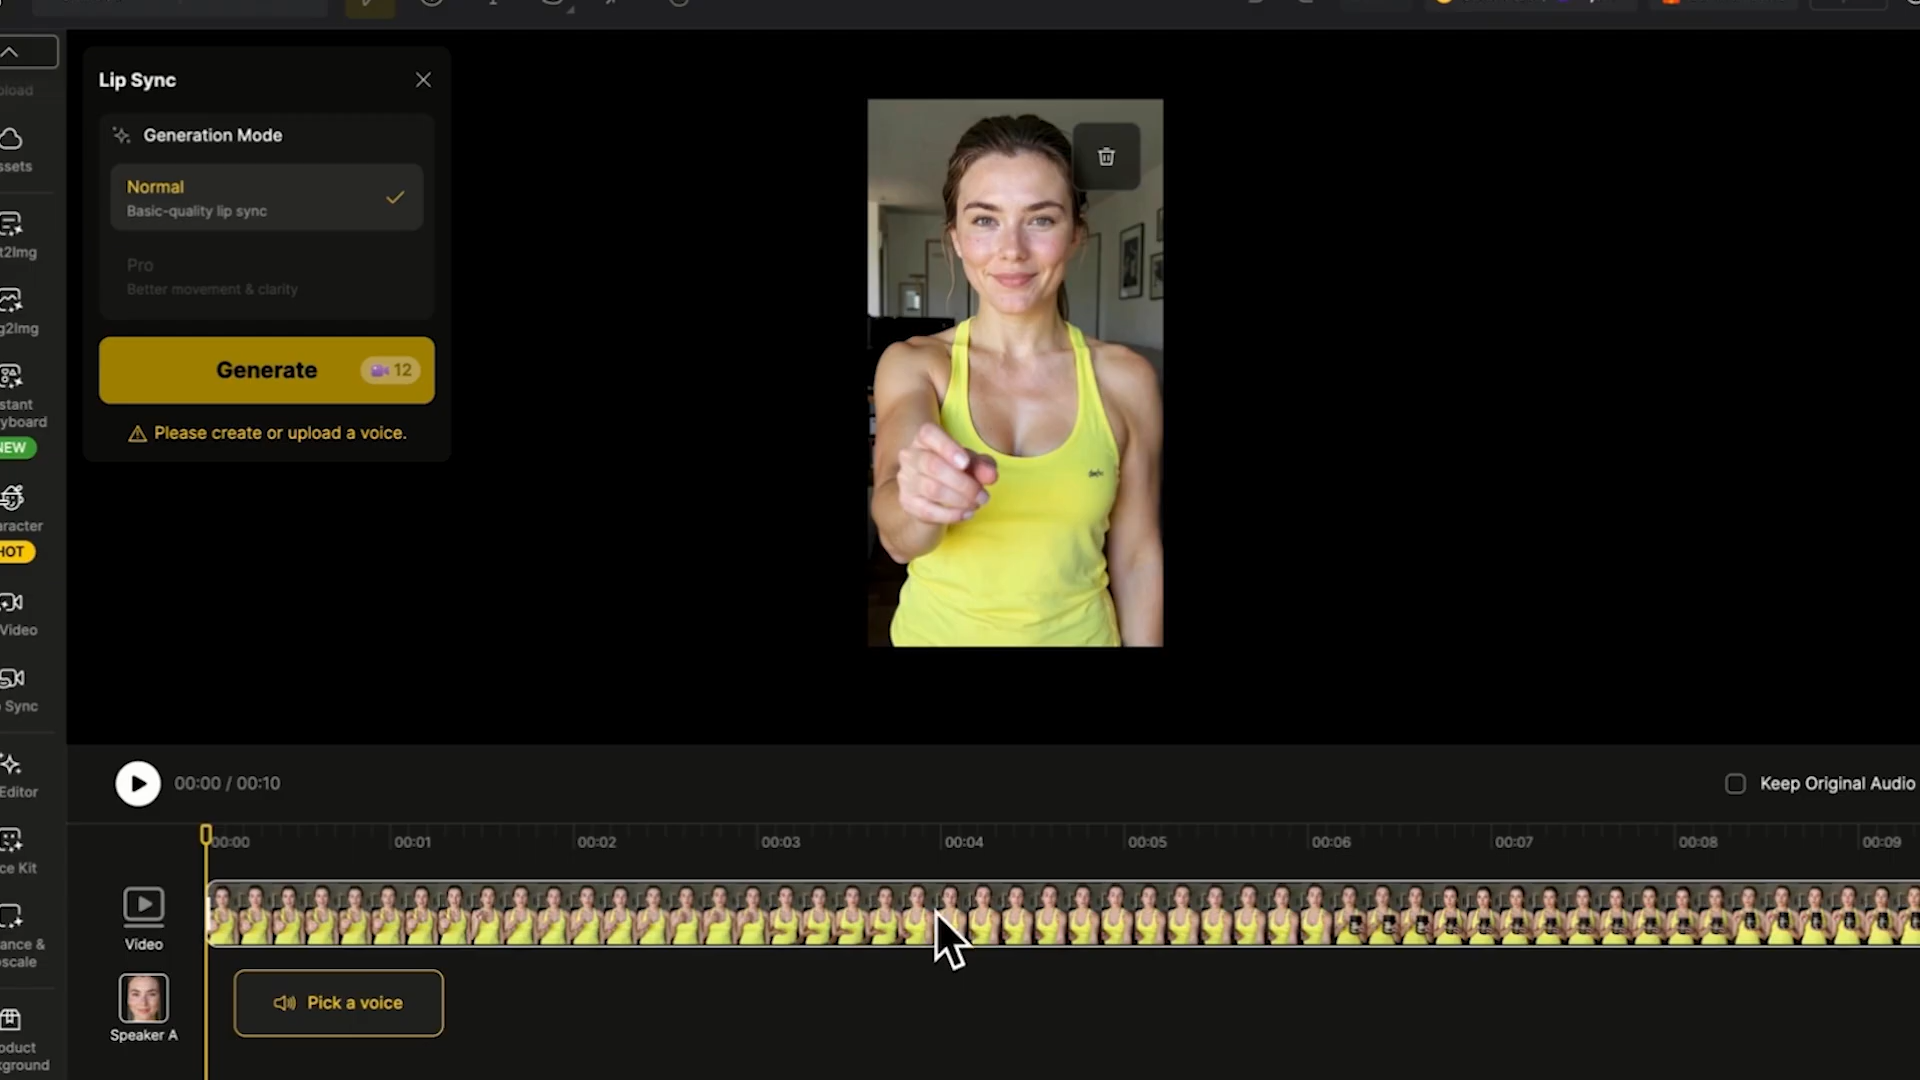 Lip Sync
Generation Mode
Normal
Basic-quality lip sync
Pro
Better movement & clarity
Generate
12
Please create or upload a voice.
NEW
HOT
Video
Sync
Editor
00:00 / 00:10
Keep Original Audio
00:00
00:01
00:02
00:03
00:04
00:05
00:06
00:07
00:08
00:09
Video
Pick a voice
Speaker A